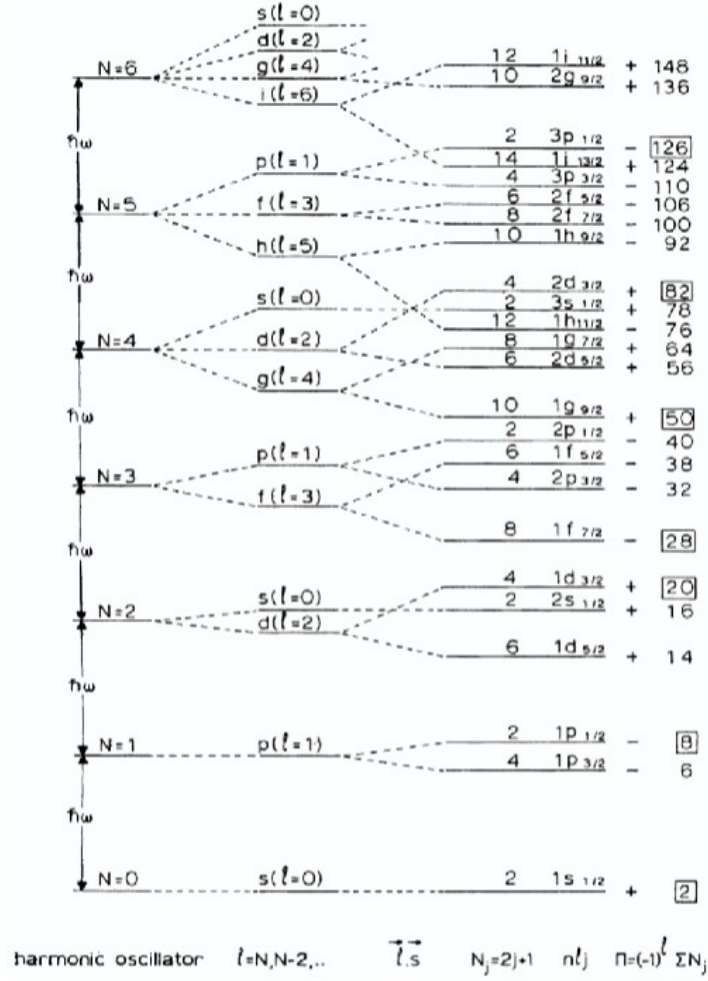 s(ℓ=0)
d(ℓ=2)
N=6 g(ℓ=4) 12 1i 11/2 + 148
i(ℓ=6) 10 2g 9/2 + 136
ħω 2 3p 1/2 − 126
p(ℓ=1) 14 1i 13/2 + 124
4 3p 3/2 − 110
N=5 f(ℓ=3) 6 2f 5/2 − 106
8 2f 7/2 − 100
h(ℓ=5) 10 1h 9/2 − 92
ħω
4 2d 3/2 + 82
s(ℓ=0) 2 3s 1/2 + 78
12 1h 11/2 − 76
N=4 d(ℓ=2) 8 1g 7/2 + 64
6 2d 5/2 + 56
g(ℓ=4)
ħω 10 1g 9/2 + 50
2 2p 1/2 − 40
p(ℓ=1) 6 1f 5/2 − 38
N=3 4 2p 3/2 − 32
f(ℓ=3)
8 1f 7/2 − 28
ħω
4 1d 3/2 + 20
s(ℓ=0) 2 2s 1/2 + 16
N=2 d(ℓ=2)
6 1d 5/2 + 14
ħω
N=1 p(ℓ=1) 2 1p 1/2 − 8
4 1p 3/2 − 6
ħω
N=0 s(ℓ=0) 2 1s 1/2 + 2
harmonic oscillator ℓ=N,N-2,.. ℓ⃗.s⃗ Nj=2j+1 nℓj Π=(-1)^ℓ ΣNj